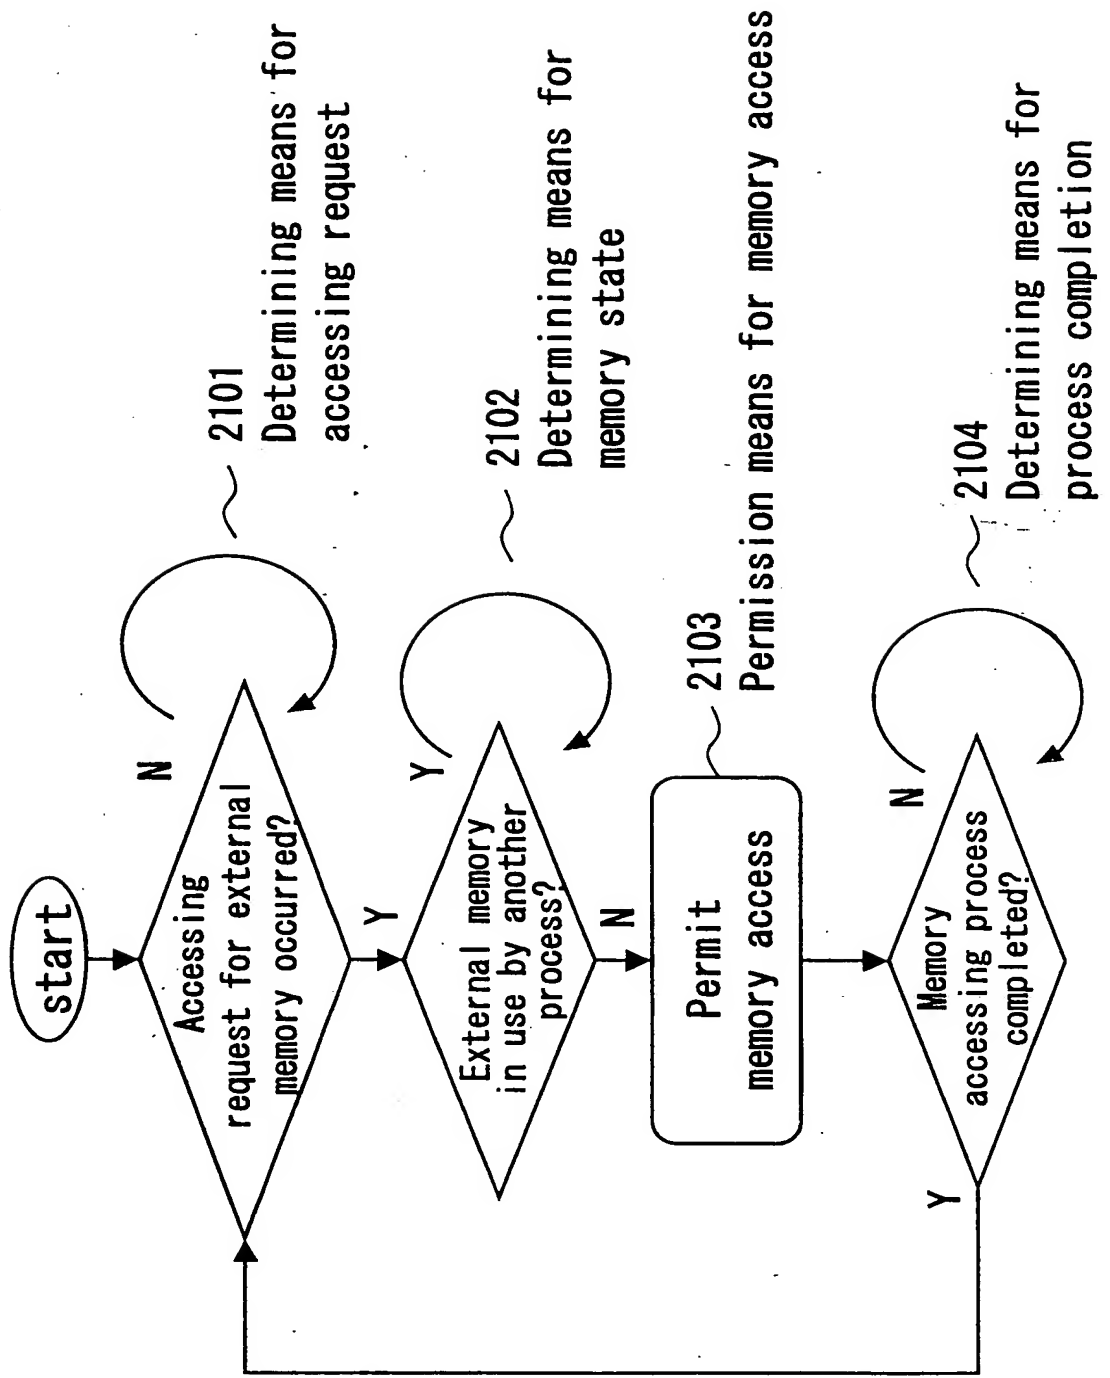 start
Accessing
request for external
memory occurred?
N
Y
2101
Determining means for
accessing request
External memory
in use by another
process?
Y
N
2102
Determining means for
memory state
Permit
memory access
2103
Permission means for memory access
Memory
accessing process
completed?
N
Y
2104
Determining means for
process completion